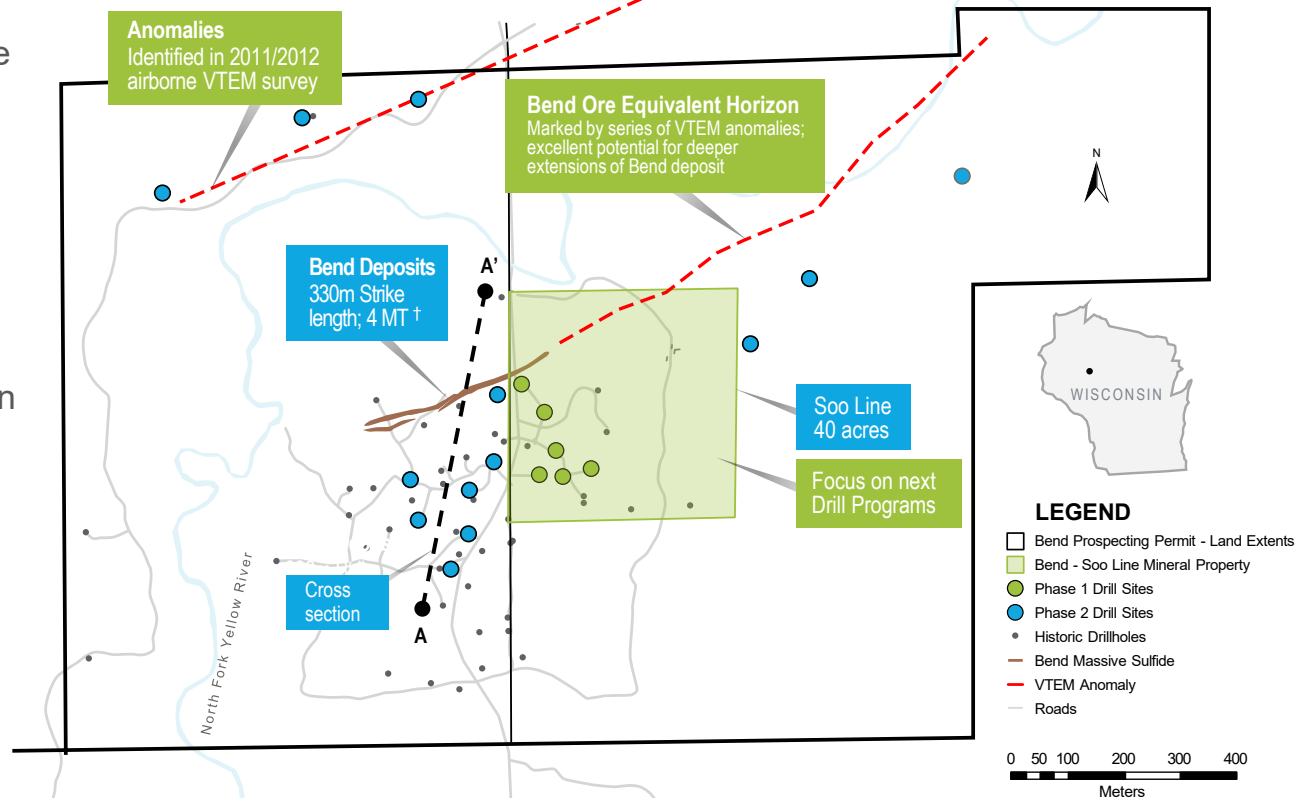 e
n
Anomalies
Identified in 2011/2012
airborne VTEM survey
Bend Ore Equivalent Horizon
Marked by series of VTEM anomalies;
excellent potential for deeper
extensions of Bend deposit
N
Bend Deposits
330m Strike
length; 4 MT †
A’
Soo Line
40 acres
Focus on next
Drill Programs
Cross
section
A
North Fork Yellow River
WISCONSIN
LEGEND
Bend Prospecting Permit - Land Extents
Bend - Soo Line Mineral Property
Phase 1 Drill Sites
Phase 2 Drill Sites
Historic Drillholes
Bend Massive Sulfide
VTEM Anomaly
Roads
0 50 100 200 300 400
Meters